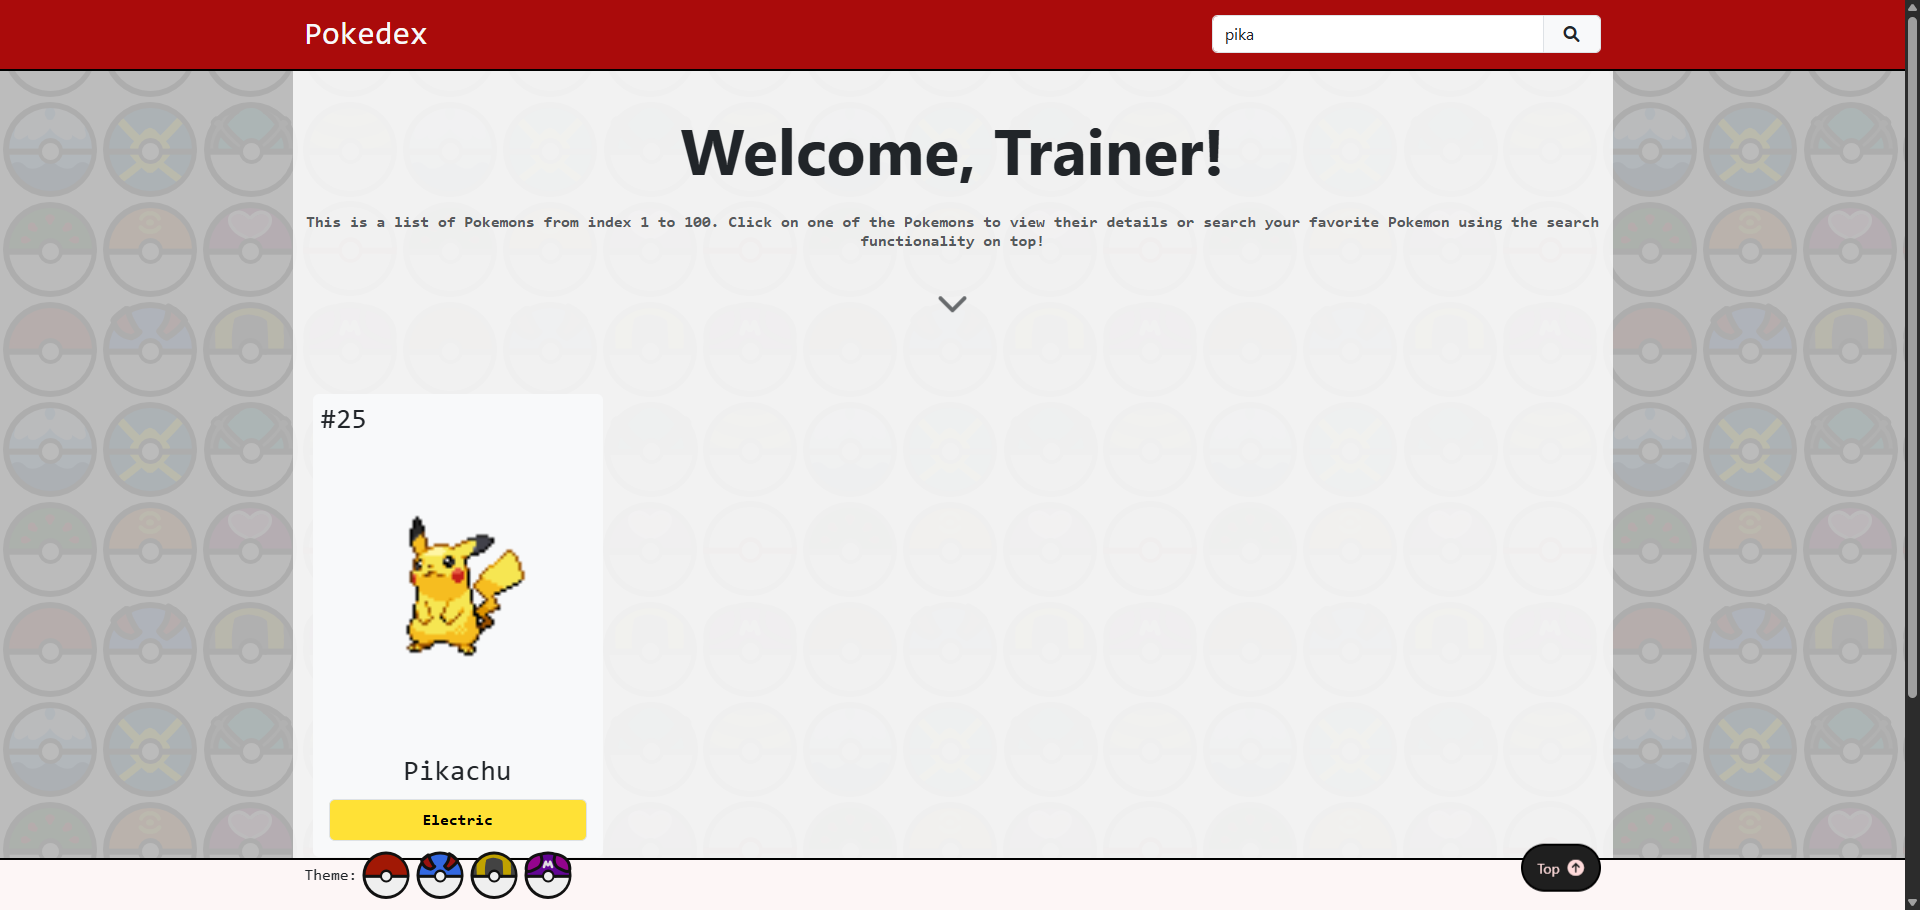 Pokedex
pika
Welcome, Trainer!
This is a list of Pokemons from index 1 to 100. Click on one of the Pokemons to view their details or search your favorite Pokemon using the search
functionality on top!
#25
Pikachu
Electric
Theme:
M
Top